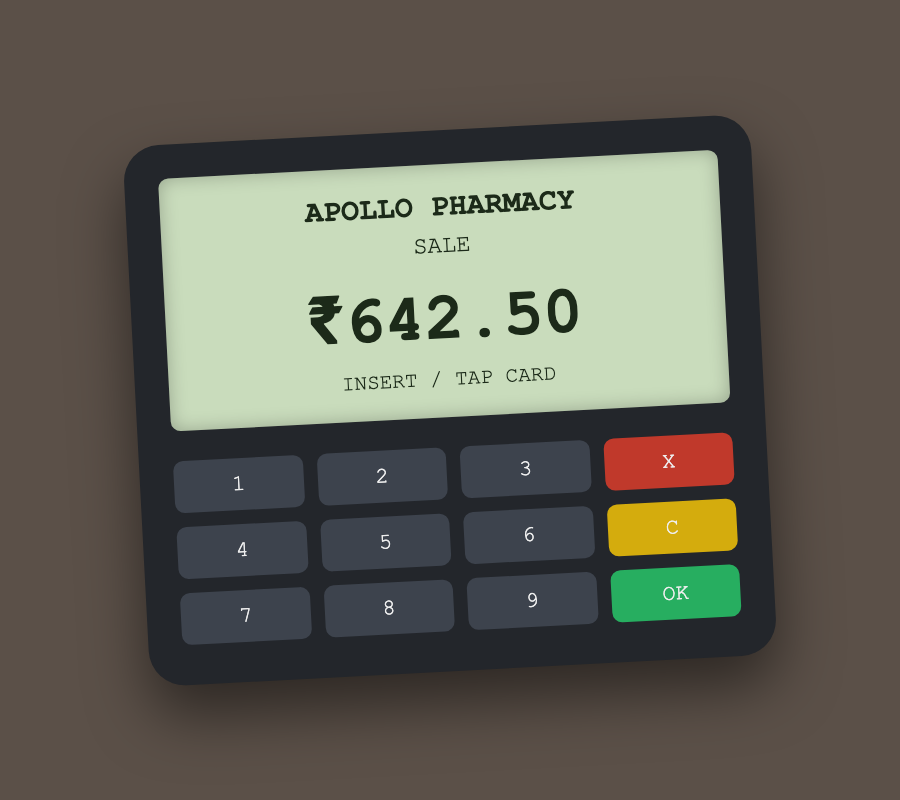 APOLLO PHARMACY
SALE
₹642.50
INSERT / TAP CARD
1 2 3 X
4 5 6 C
7 8 9 OK